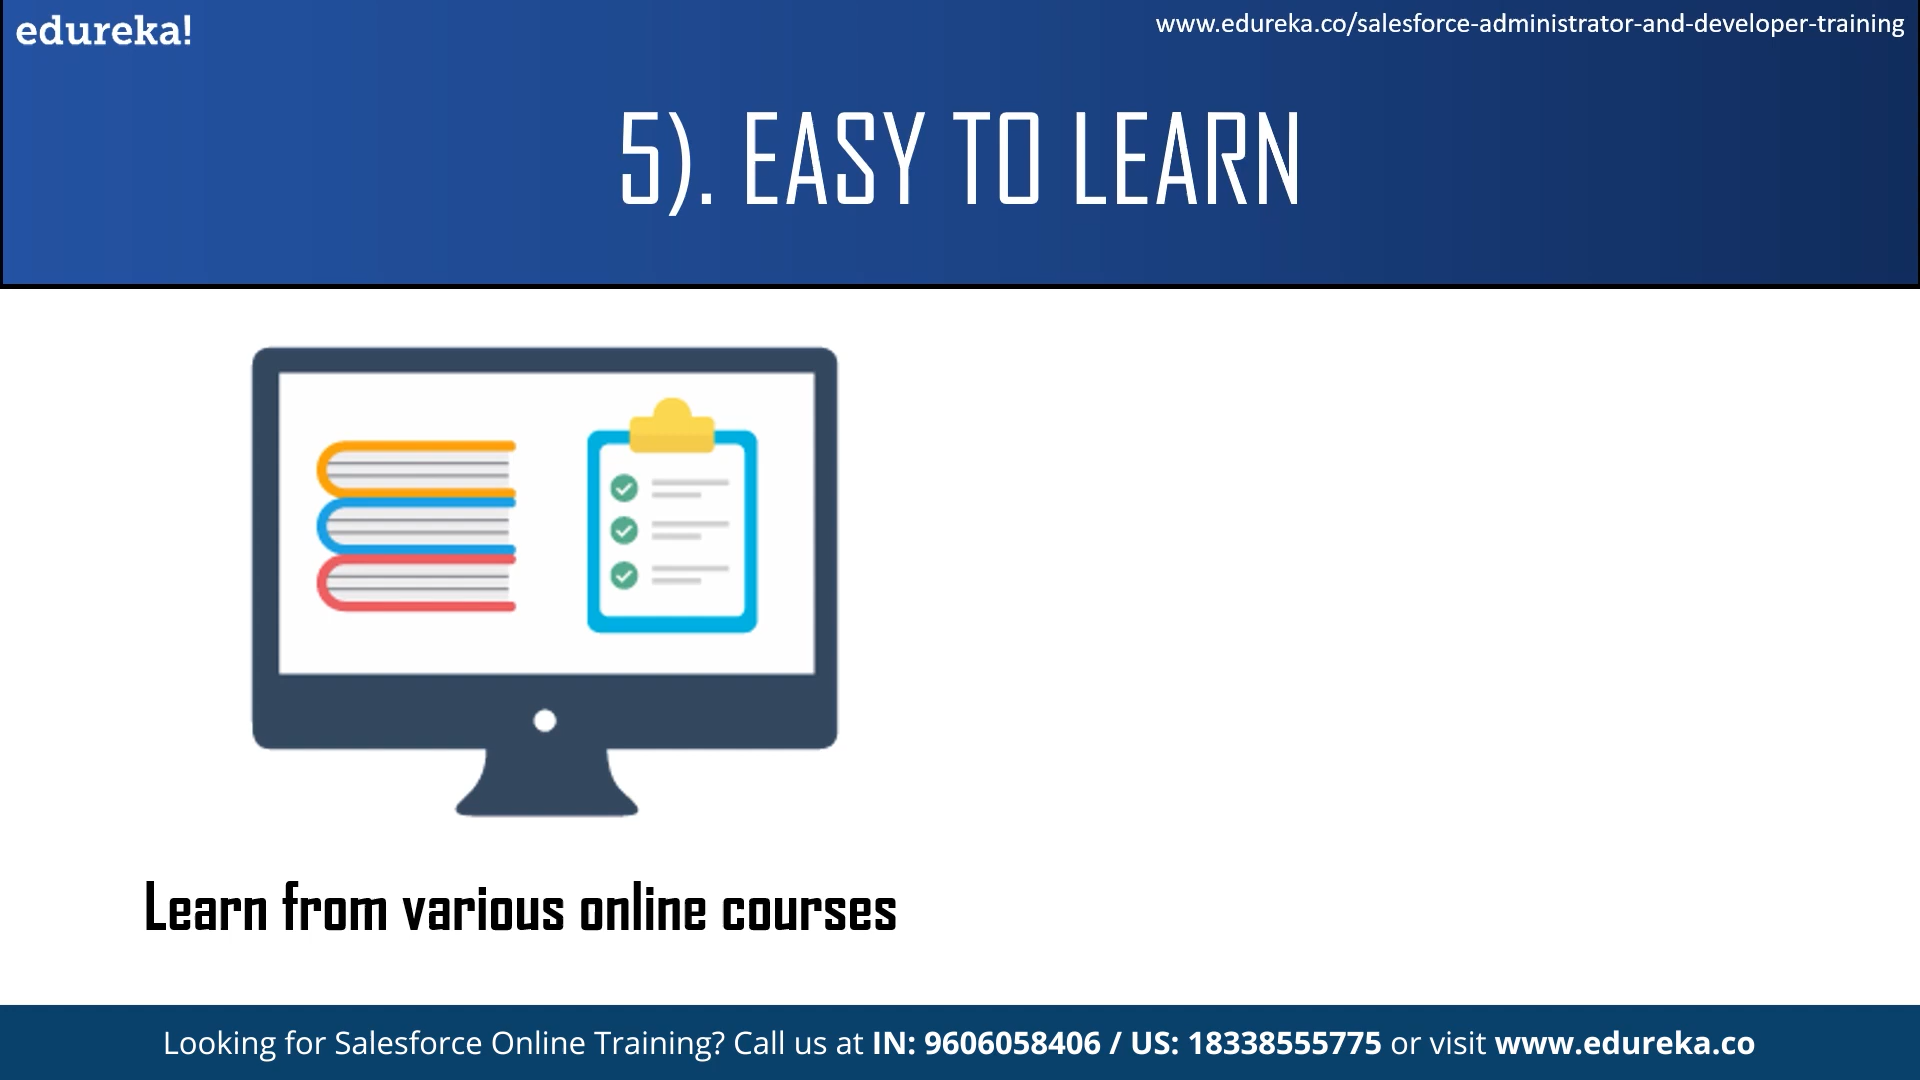 edureka!
www.edureka.co/salesforce-administrator-and-developer-training
5). EASY TO LEARN
Learn from various online courses
Looking for Salesforce Online Training? Call us at IN: 9606058406 / US: 18338555775 or visit www.edureka.co